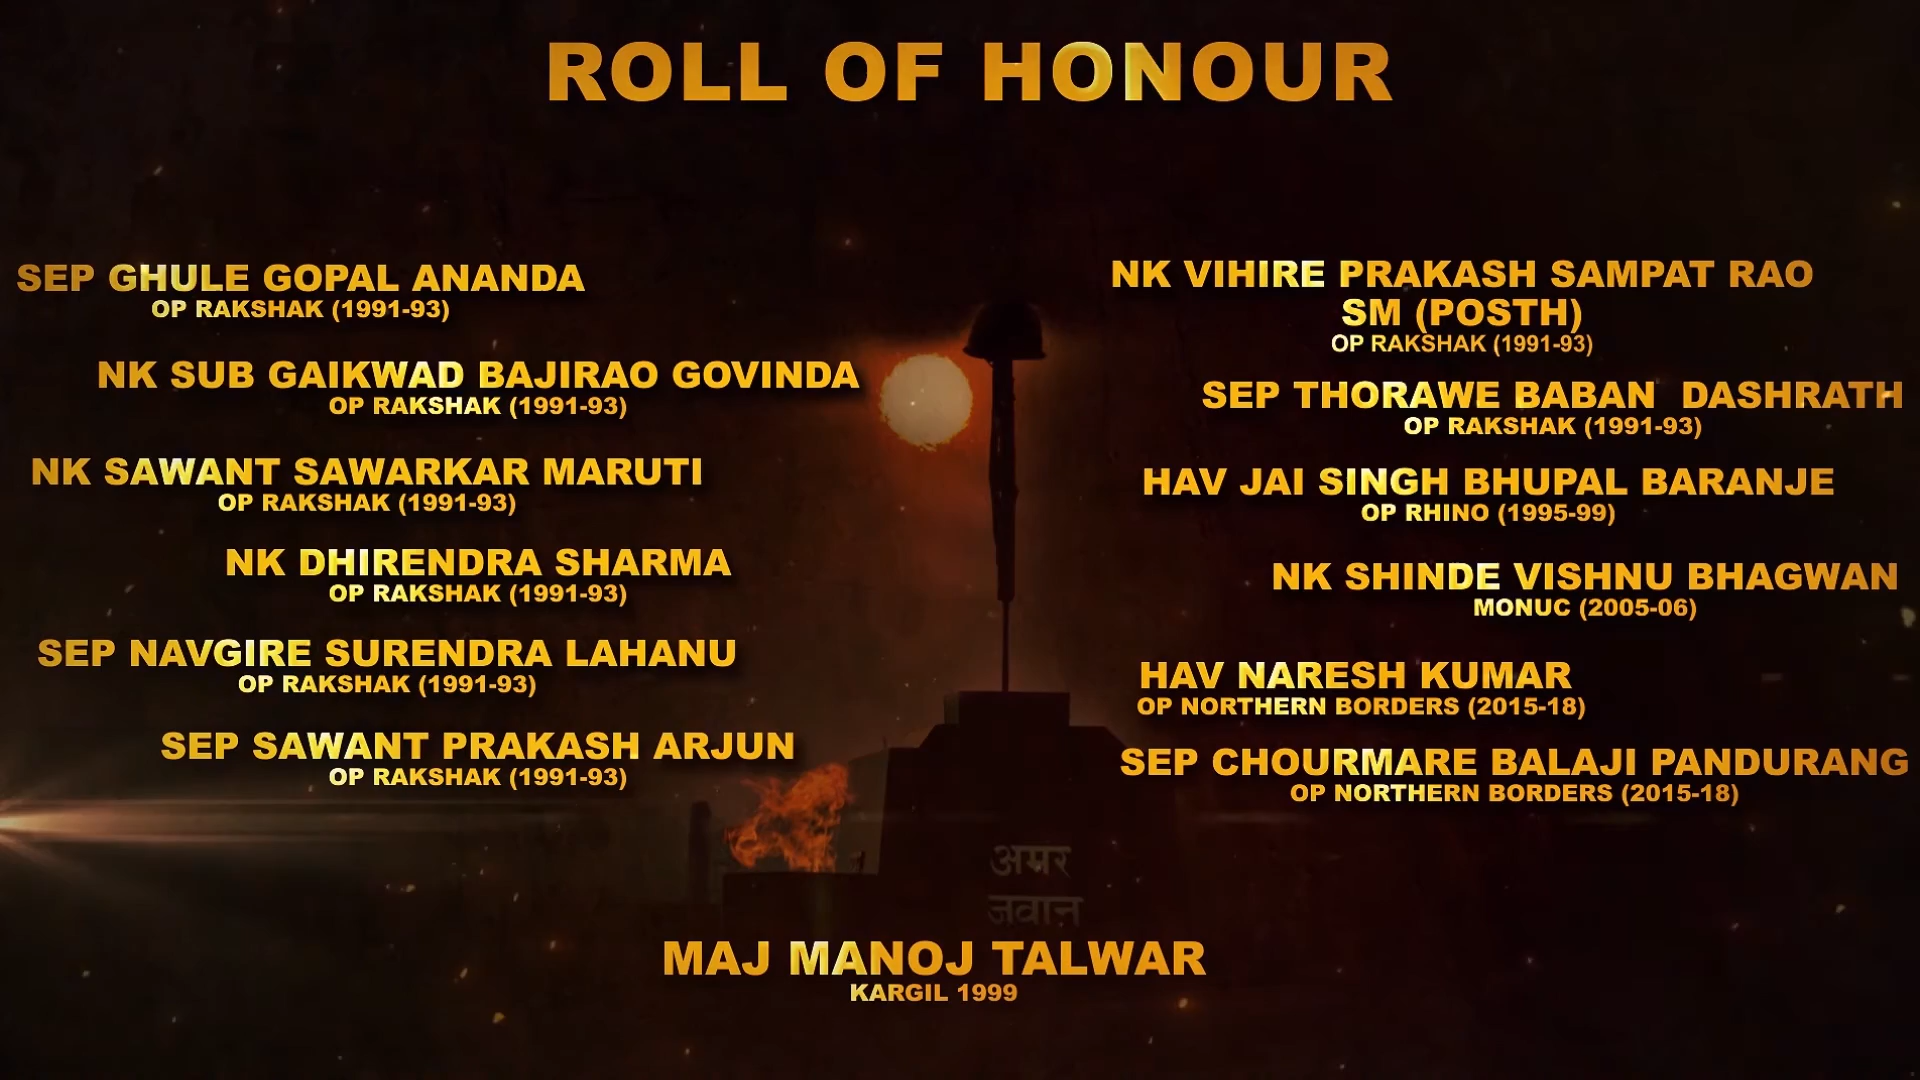 ROLL OF HONOUR
SEP GHULE GOPAL ANANDA
OP RAKSHAK (1991-93)
NK SUB GAIKWAD BAJIRAO GOVINDA
OP RAKSHAK (1991-93)
NK SAWANT SAWARKAR MARUTI
OP RAKSHAK (1991-93)
NK DHIRENDRA SHARMA
OP RAKSHAK (1991-93)
SEP NAVGIRE SURENDRA LAHANU
OP RAKSHAK (1991-93)
SEP SAWANT PRAKASH ARJUN
OP RAKSHAK (1991-93)
NK VIHIRE PRAKASH SAMPAT RAO
SM (POSTH)
OP RAKSHAK (1991-93)
SEP THORAWE BABAN DASHRATH
OP RAKSHAK (1991-93)
HAV JAI SINGH BHUPAL BARANJE
OP RHINO (1995-99)
NK SHINDE VISHNU BHAGWAN
MONUC (2005-06)
HAV NARESH KUMAR
OP NORTHERN BORDERS (2015-18)
SEP CHOURMARE BALAJI PANDURANG
OP NORTHERN BORDERS (2015-18)
अमर
जवान
MAJ MANOJ TALWAR
KARGIL 1999